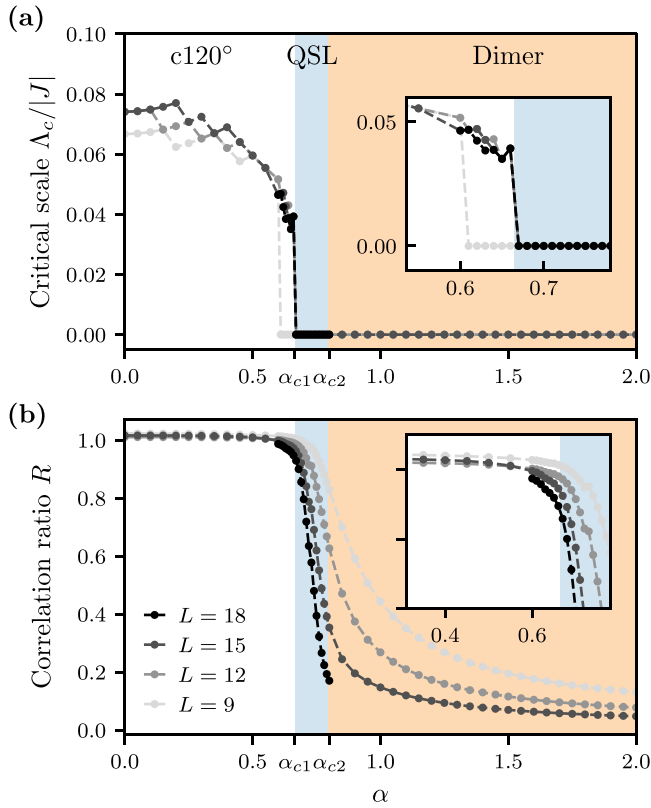 (a)
c120° QSL Dimer
Critical scale Λc/|J|
0.10
0.08
0.06
0.04
0.02
0.00
0.05
0.00
0.6 0.7
0.0 0.5 αc1 αc2 1.0 1.5 2.0
(b)
Correlation ratio R
1.0
0.8
0.6
0.4
0.2
0.0
0.4 0.6
L = 18
L = 15
L = 12
L = 9
0.0 0.5 αc1 αc2 1.0 1.5 2.0
α